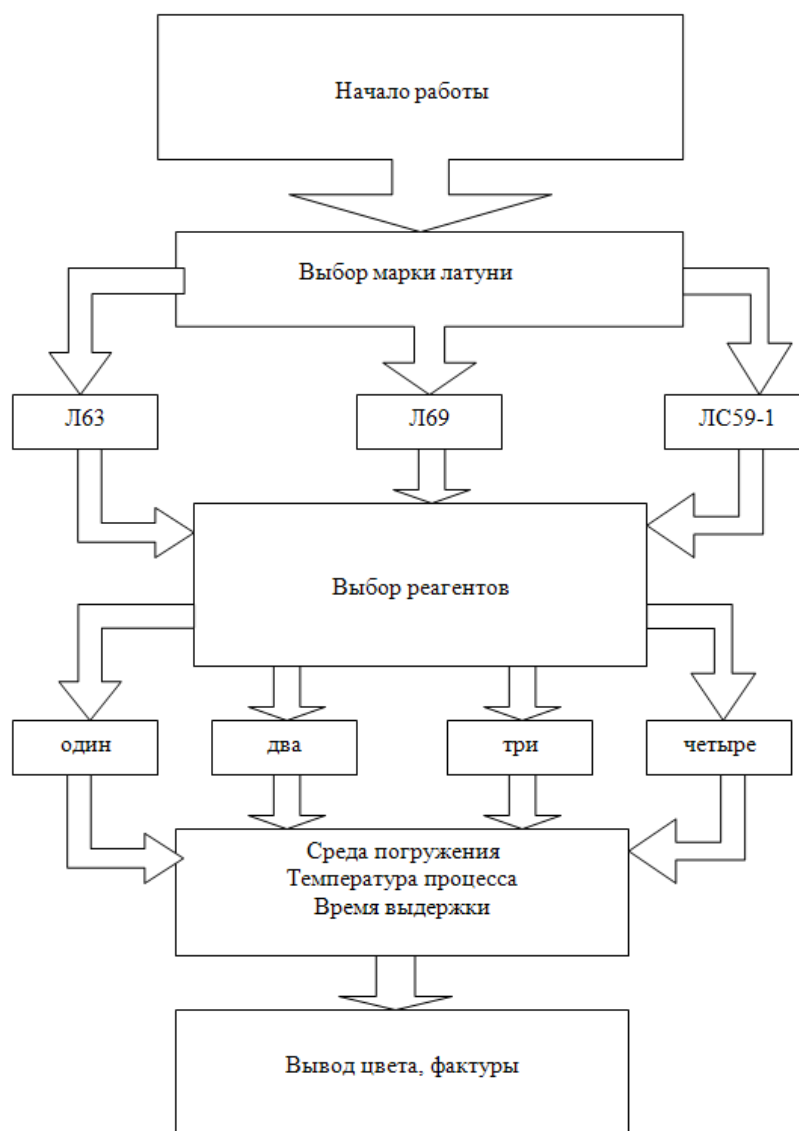 Начало работы
Выбор марки латуни
Л63
Л69
ЛС59-1
Выбор реагентов
один
два
три
четыре
Среда погружения
Температура процесса
Время выдержки
Вывод цвета, фактуры